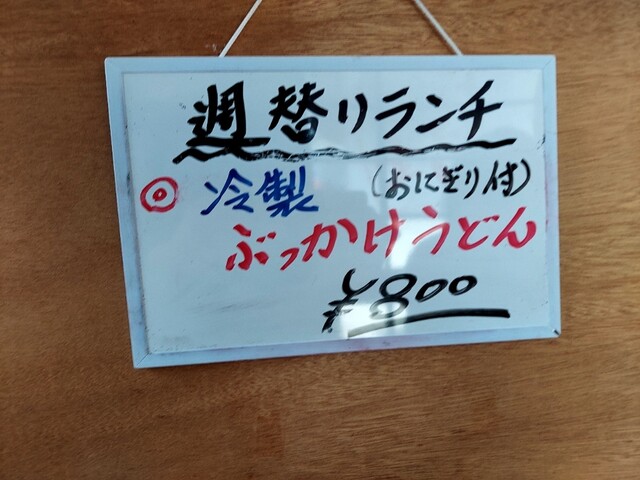 週替りランチ
◎ 冷製 (おにぎり付)
ぶっかけうどん
¥800